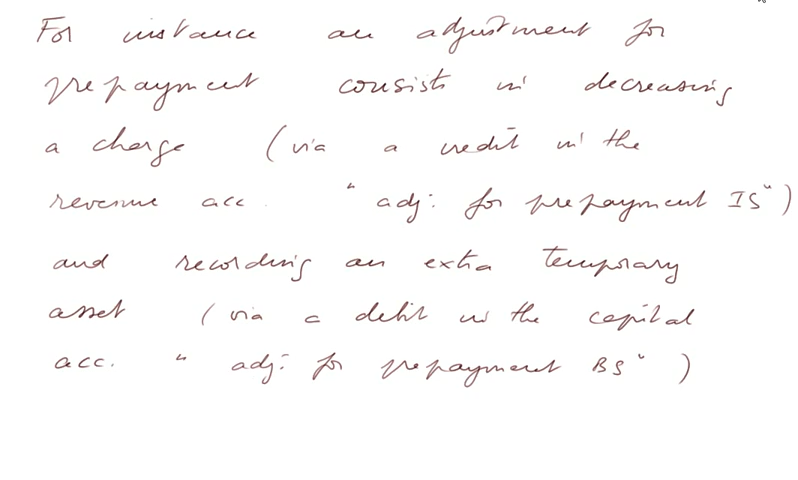 For instance an adjustment for
prepayment consists in decreasing
a charge (via a credit in the
revenue acc. "adj. for prepayment IS")
and recording an extra temporary
asset (via a debit in the capital
acc. "adj. for prepayment BS")